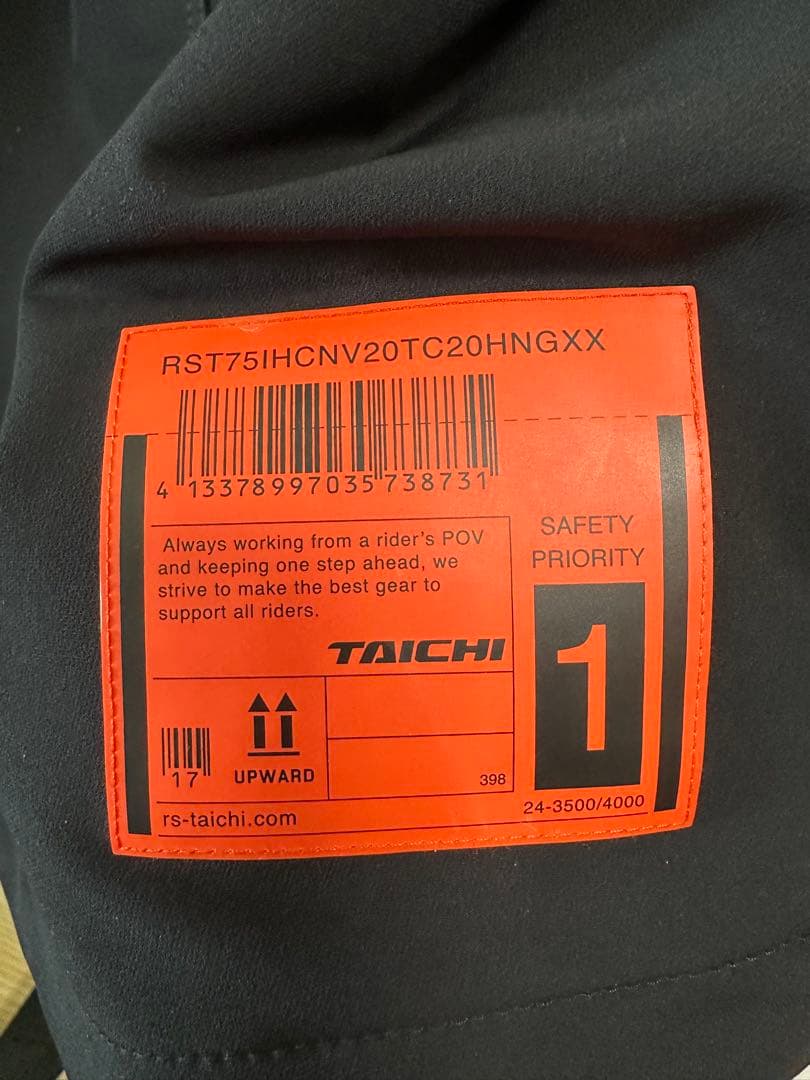 RST75IHCNV20TC20HNGXX
4 13378997035 738731
Always working from a rider's POV
and keeping one step ahead, we
strive to make the best gear to
support all riders.
TAICHI
SAFETY
PRIORITY
1
17
UPWARD
398
rs-taichi.com
24-3500/4000